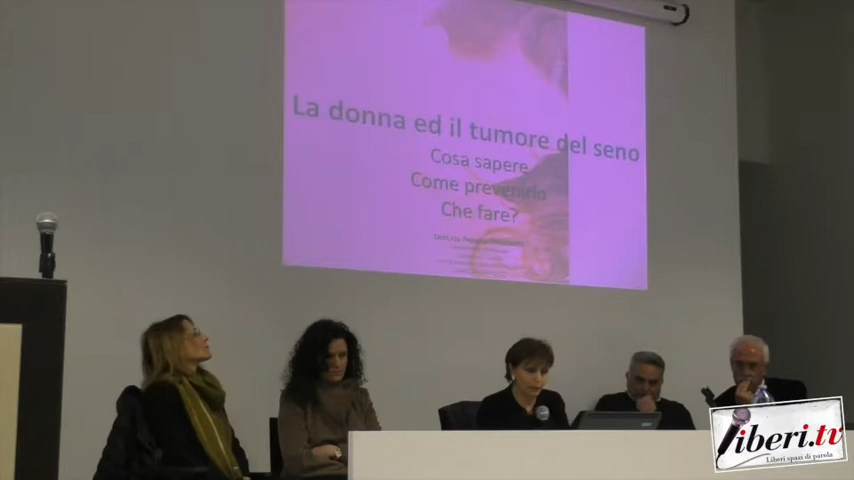 La donna ed il tumore del seno
Cosa sapere
Come prevenirlo
Che fare?
liberi.tv
Liberi spazi di parola